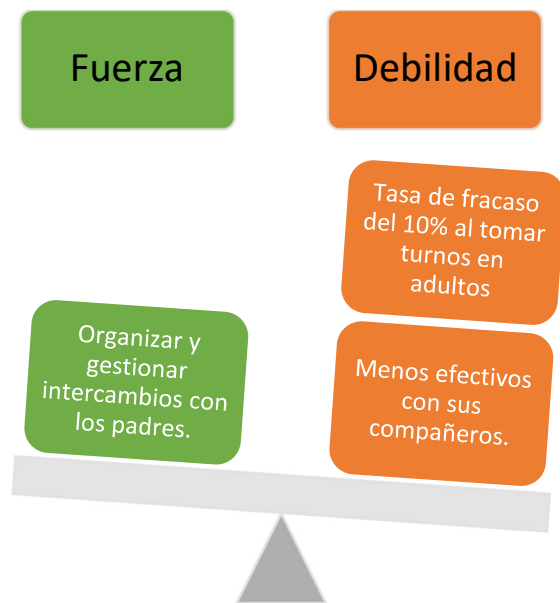 Fuerza
Debilidad
Tasa de fracaso
del 10% al tomar
turnos en
adultos
Organizar y
gestionar
intercambios con
los padres.
Menos efectivos
con sus
compañeros.